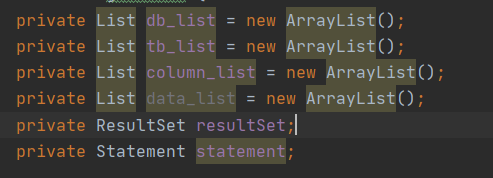 private List db_list = new ArrayList();
private List tb_list = new ArrayList();
private List column_list = new ArrayList();
private List data_list = new ArrayList();
private ResultSet resultSet;
private Statement statement;